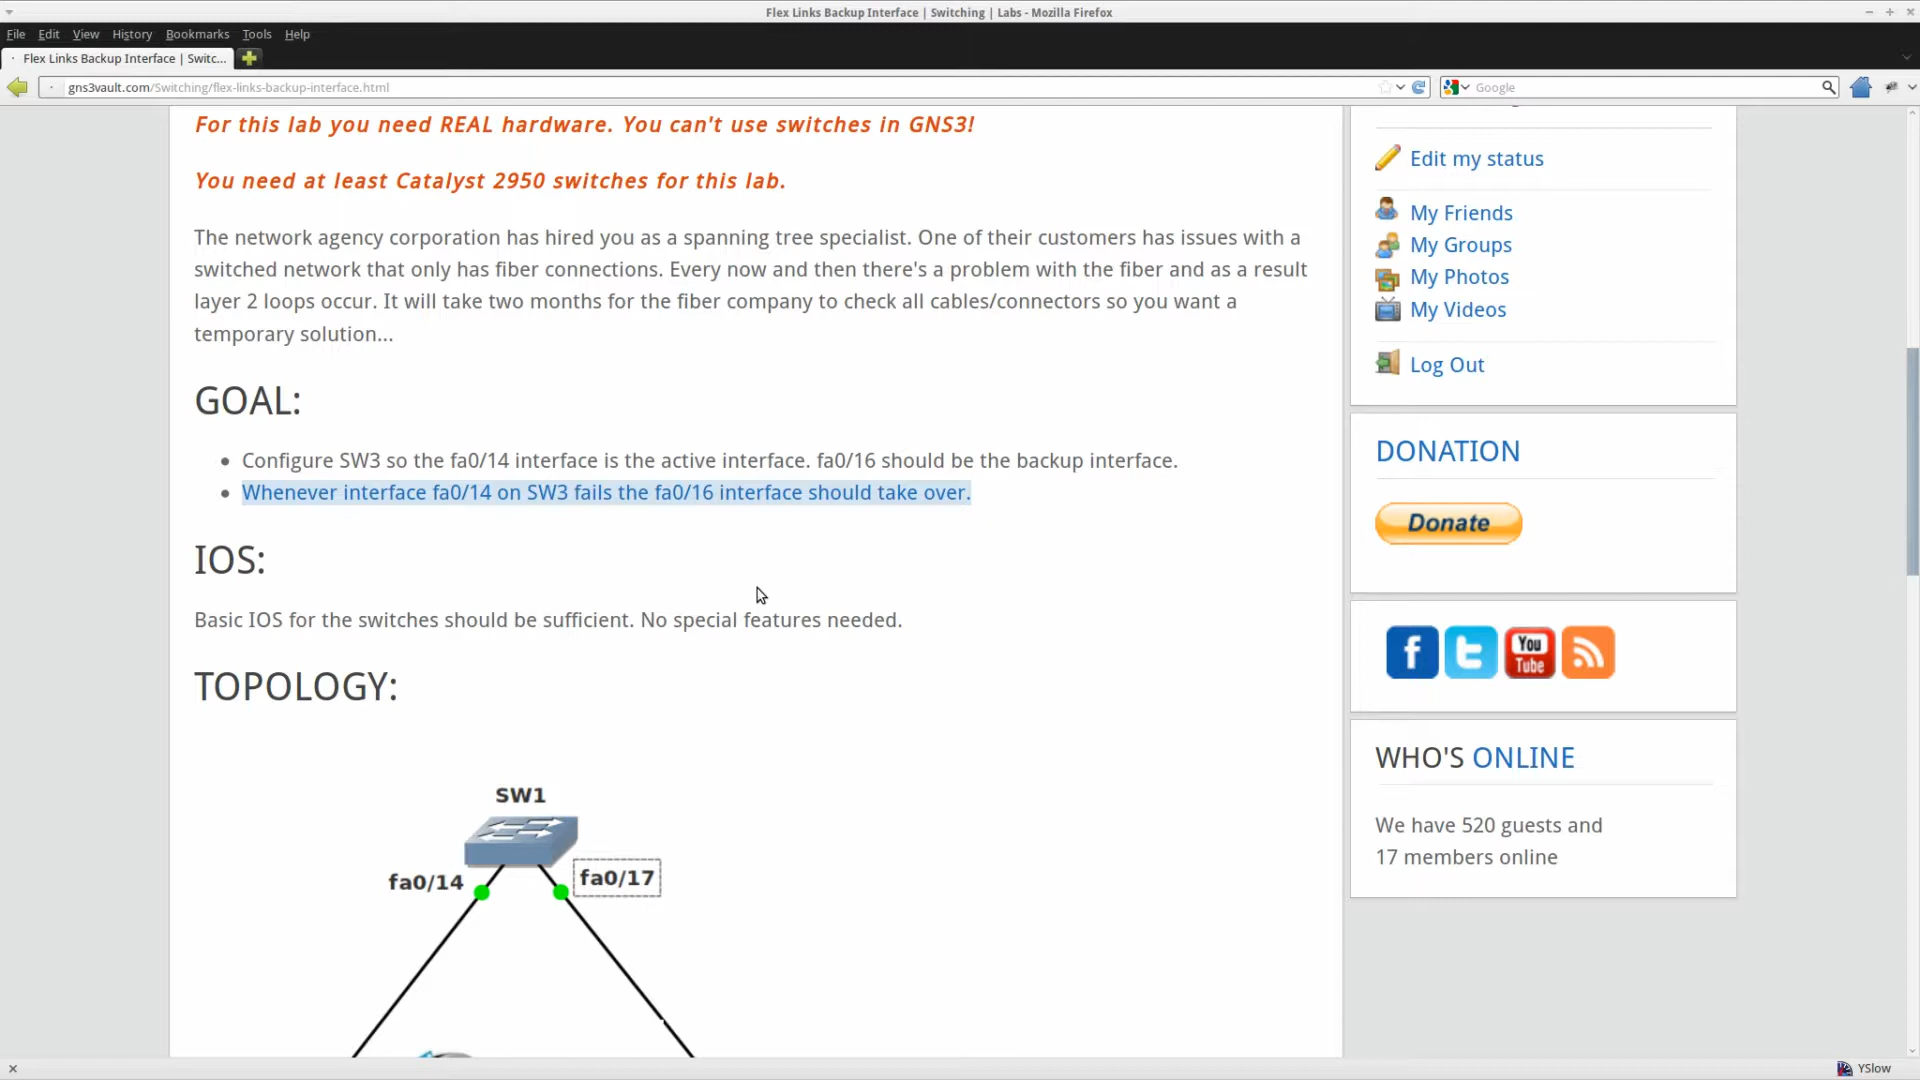 Flex Links Backup Interface | Switching | Labs - Mozilla Firefox
File Edit View History Bookmarks Tools Help
Flex Links Backup Interface | Switc...
gns3vault.com/Switching/flex-links-backup-interface.html
Google
For this lab you need REAL hardware. You can't use switches in GNS3!
You need at least Catalyst 2950 switches for this lab.
The network agency corporation has hired you as a spanning tree specialist. One of their customers has issues with a
switched network that only has fiber connections. Every now and then there's a problem with the fiber and as a result
layer 2 loops occur. It will take two months for the fiber company to check all cables/connectors so you want a
temporary solution...
GOAL:
Configure SW3 so the fa0/14 interface is the active interface. fa0/16 should be the backup interface.
Whenever interface fa0/14 on SW3 fails the fa0/16 interface should take over.
IOS:
Basic IOS for the switches should be sufficient. No special features needed.
TOPOLOGY:
SW1
fa0/14
fa0/17
Edit my status
My Friends
My Groups
My Photos
My Videos
Log Out
DONATION
Donate
f
t
You
Tube
WHO'S ONLINE
We have 520 guests and
17 members online
YSlow